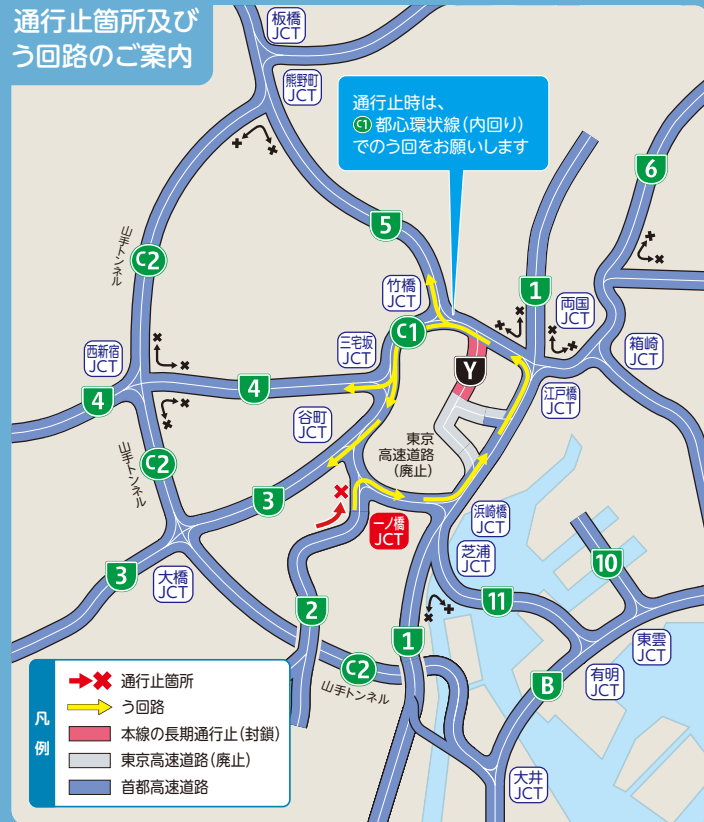 通行止箇所及び
う回路のご案内
板橋
JCT
熊野町
JCT
通行止時は、
C1 都心環状線(内回り)
でのう回をお願いします
6
5
山手トンネル
C2
竹橋
JCT
1
両国
JCT
箱崎
JCT
三宅坂
JCT
C1
西新宿
JCT
Y
4
4
江戸橋
JCT
谷町
JCT
東京
高速道路
(廃止)
山手トンネル
C2
3
浜崎橋
JCT
一ノ橋
JCT
芝浦
JCT
10
3
大橋
JCT
2
11
1
東雲
JCT
有明
JCT
C2
山手トンネル
B
大井
JCT
凡例
通行止箇所
う回路
本線の長期通行止(封鎖)
東京高速道路(廃止)
首都高速道路